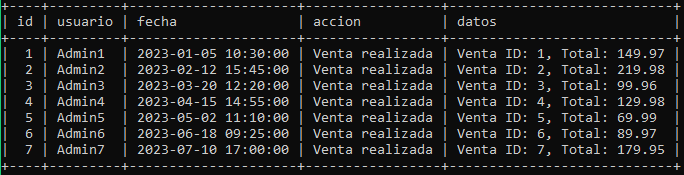 +----+---------+---------------------+-----------------+----------------------------+
| id | usuario | fecha               | accion          | datos                      |
+----+---------+---------------------+-----------------+----------------------------+
|  1 | Admin1  | 2023-01-05 10:30:00 | Venta realizada | Venta ID: 1, Total: 149.97 |
|  2 | Admin2  | 2023-02-12 15:45:00 | Venta realizada | Venta ID: 2, Total: 219.98 |
|  3 | Admin3  | 2023-03-20 12:20:00 | Venta realizada | Venta ID: 3, Total: 99.96  |
|  4 | Admin4  | 2023-04-15 14:55:00 | Venta realizada | Venta ID: 4, Total: 129.98 |
|  5 | Admin5  | 2023-05-02 11:10:00 | Venta realizada | Venta ID: 5, Total: 69.99  |
|  6 | Admin6  | 2023-06-18 09:25:00 | Venta realizada | Venta ID: 6, Total: 89.97  |
|  7 | Admin7  | 2023-07-10 17:00:00 | Venta realizada | Venta ID: 7, Total: 179.95 |
+----+---------+---------------------+-----------------+----------------------------+